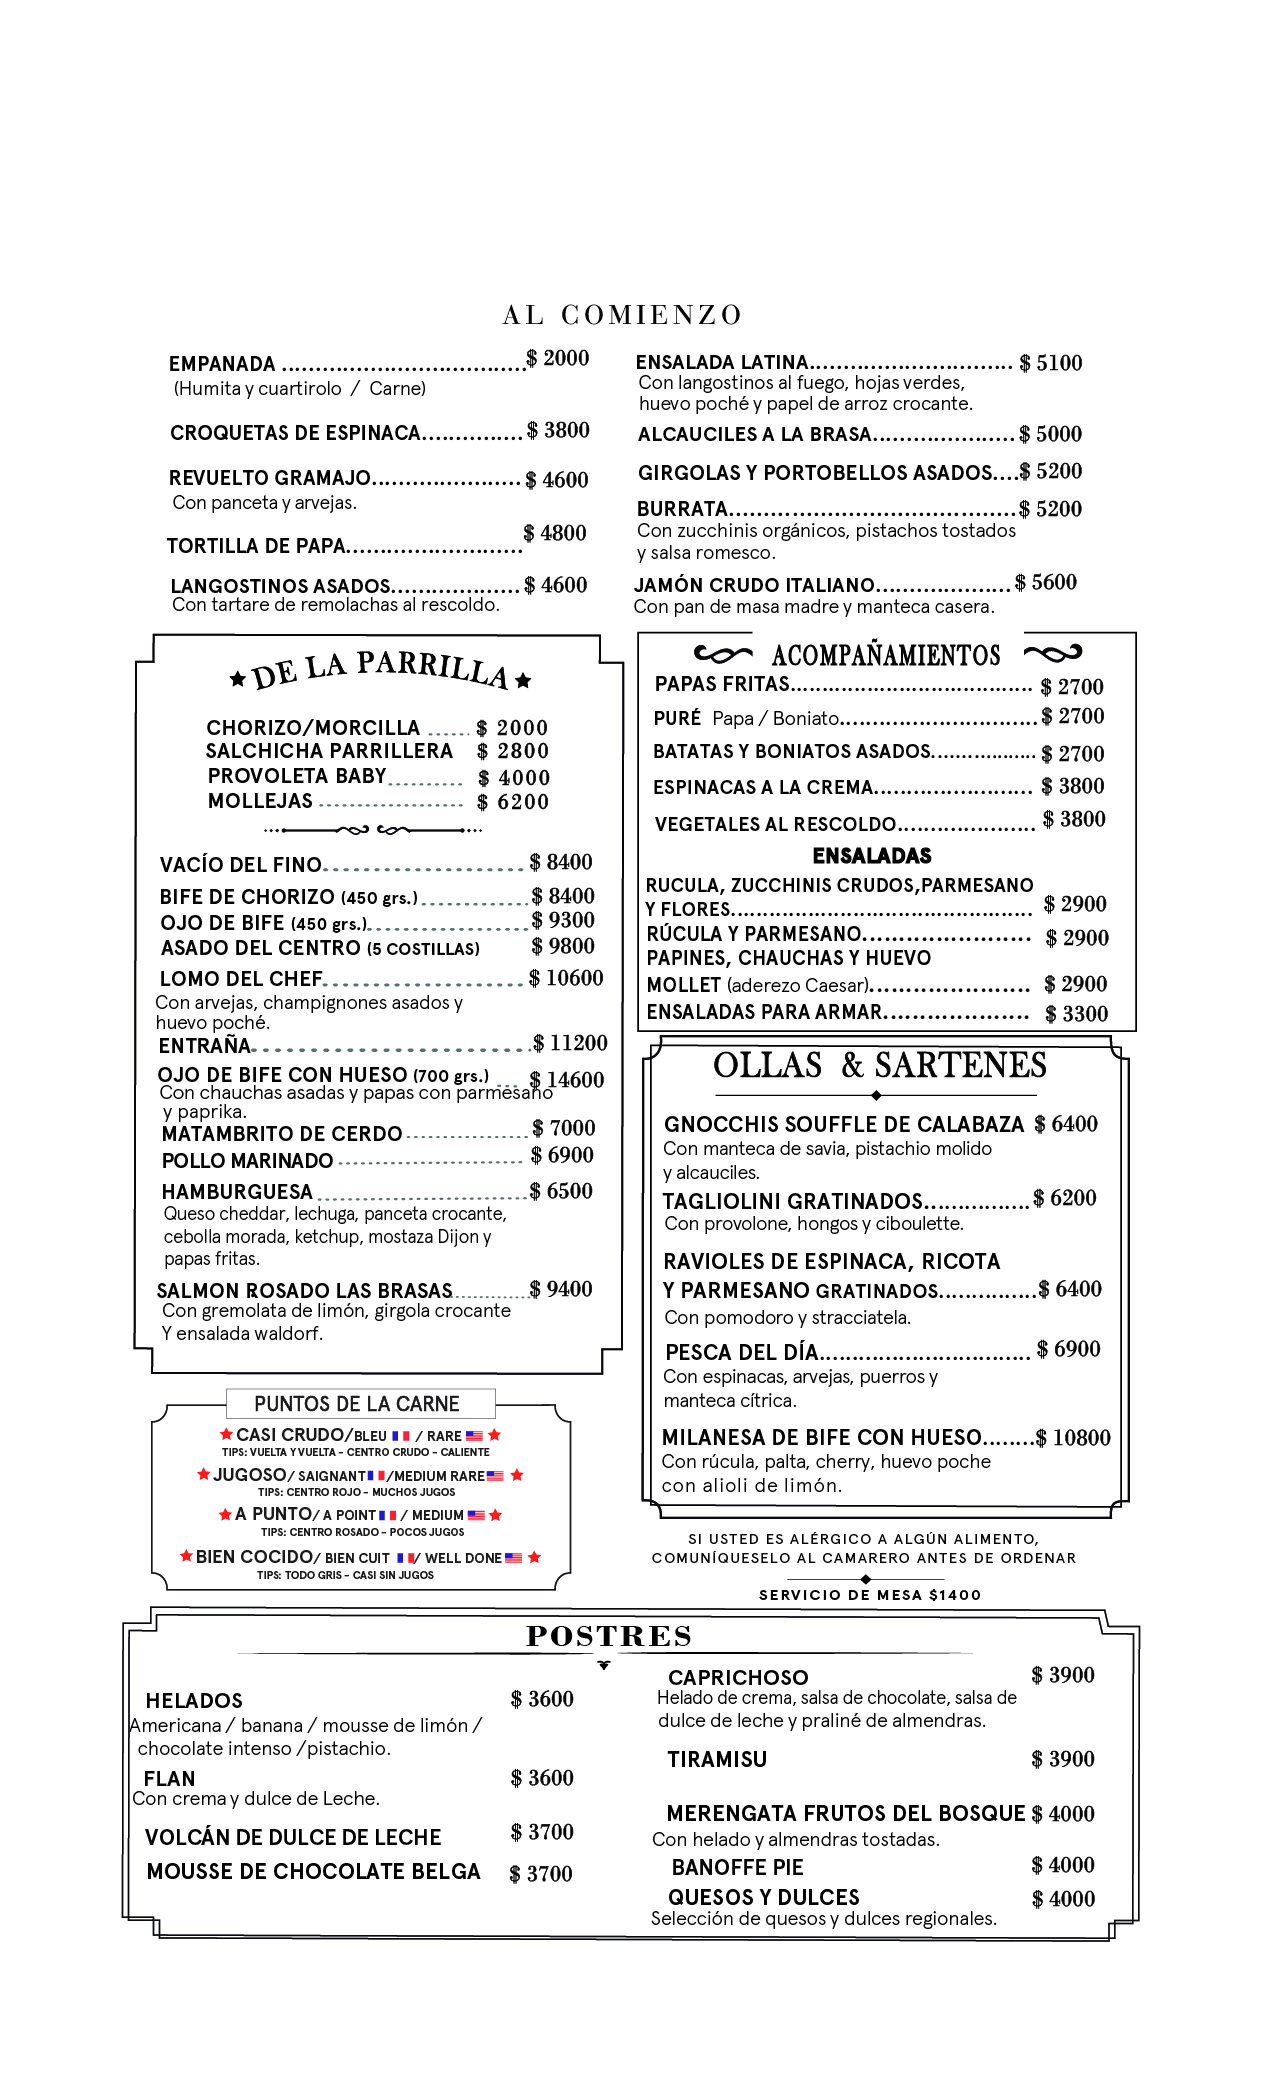 AL COMIENZO
EMPANADA ....................................$ 2000
(Humita y cuartirolo / Carne)
CROQUETAS DE ESPINACA...............$ 3800
REVUELTO GRAMAJO......................$ 4600
Con panceta y arvejas.
TORTILLA DE PAPA..........................$ 4800
LANGOSTINOS ASADOS...................$ 4600
Con tartare de remolachas al rescoldo.
ENSALADA LATINA.............................. $ 5100
Con langostinos al fuego, hojas verdes,
huevo poché y papel de arroz crocante.
ALCAUCILES A LA BRASA.....................$ 5000
GIRGOLAS Y PORTOBELLOS ASADOS....$ 5200
BURRATA..........................................$ 5200
Con zucchinis orgánicos, pistachos tostados
y salsa romesco.
JAMÓN CRUDO ITALIANO....................$ 5600
Con pan de masa madre y manteca casera.
DE LA PARRILLA
CHORIZO/MORCILLA ...... $ 2000
SALCHICHA PARRILLERA $ 2800
PROVOLETA BABY........... $ 4000
MOLLEJAS ..................... $ 6200
VACÍO DEL FINO........................ $ 8400
BIFE DE CHORIZO (450 grs.)............. $ 8400
OJO DE BIFE (450 grs.)................... $ 9300
ASADO DEL CENTRO (5 COSTILLAS) $ 9800
LOMO DEL CHEF........................ $ 10600
Con arvejas, champignones asados y
huevo poché.
ENTRAÑA............................ $ 11200
OJO DE BIFE CON HUESO (700 grs.) ... $ 14600
Con chauchas asadas y papas con parmesano
y paprika.
MATAMBRITO DE CERDO ................. $ 7000
POLLO MARINADO ......................... $ 6900
HAMBURGUESA ............................ $ 6500
Queso cheddar, lechuga, panceta crocante,
cebolla morada, ketchup, mostaza Dijon y
papas fritas.
SALMON ROSADO LAS BRASAS.............$ 9400
Con gremolata de limón, girgola crocante
Y ensalada waldorf.
ACOMPAÑAMIENTOS
PAPAS FRITAS..................................... $ 2700
PURÉ Papa / Boniato..............................$ 2700
BATATAS Y BONIATOS ASADOS................. $ 2700
ESPINACAS A LA CREMA........................ $ 3800
VEGETALES AL RESCOLDO..................... $ 3800
ENSALADAS
RUCULA, ZUCCHINIS CRUDOS,PARMESANO
Y FLORES............................................. $ 2900
RÚCULA Y PARMESANO....................... $ 2900
PAPINES, CHAUCHAS Y HUEVO
MOLLET (aderezo Caesar)...................... $ 2900
ENSALADAS PARA ARMAR................... $ 3300
OLLAS & SARTENES
GNOCCHIS SOUFFLE DE CALABAZA $ 6400
Con manteca de savia, pistachio molido
y alcauciles.
TAGLIOLINI GRATINADOS................$ 6200
Con provolone, hongos y ciboulette.
RAVIOLES DE ESPINACA, RICOTA
Y PARMESANO GRATINADOS...............$ 6400
Con pomodoro y stracciatela.
PESCA DEL DÍA............................... $ 6900
Con espinacas, arvejas, puerros y
manteca cítrica.
MILANESA DE BIFE CON HUESO.......$ 10800
Con rúcula, palta, cherry, huevo poche
con alioli de limón.
PUNTOS DE LA CARNE
CASI CRUDO/BLEU / RARE
TIPS: VUELTA Y VUELTA - CENTRO CRUDO - CALIENTE
JUGOSO/ SAIGNANT /MEDIUM RARE
TIPS: CENTRO ROJO - MUCHOS JUGOS
A PUNTO/ A POINT / MEDIUM
TIPS: CENTRO ROSADO - POCOS JUGOS
BIEN COCIDO/ BIEN CUIT / WELL DONE
TIPS: TODO GRIS - CASI SIN JUGOS
SI USTED ES ALÉRGICO A ALGÚN ALIMENTO,
COMUNÍQUESELO AL CAMARERO ANTES DE ORDENAR
SERVICIO DE MESA $1400
POSTRES
HELADOS $ 3600
Americana / banana / mousse de limón /
chocolate intenso /pistachio.
FLAN $ 3600
Con crema y dulce de Leche.
VOLCÁN DE DULCE DE LECHE $ 3700
MOUSSE DE CHOCOLATE BELGA $ 3700
CAPRICHOSO $ 3900
Helado de crema, salsa de chocolate, salsa de
dulce de leche y praliné de almendras.
TIRAMISU $ 3900
MERENGATA FRUTOS DEL BOSQUE $ 4000
Con helado y almendras tostadas.
BANOFFE PIE $ 4000
QUESOS Y DULCES $ 4000
Selección de quesos y dulces regionales.